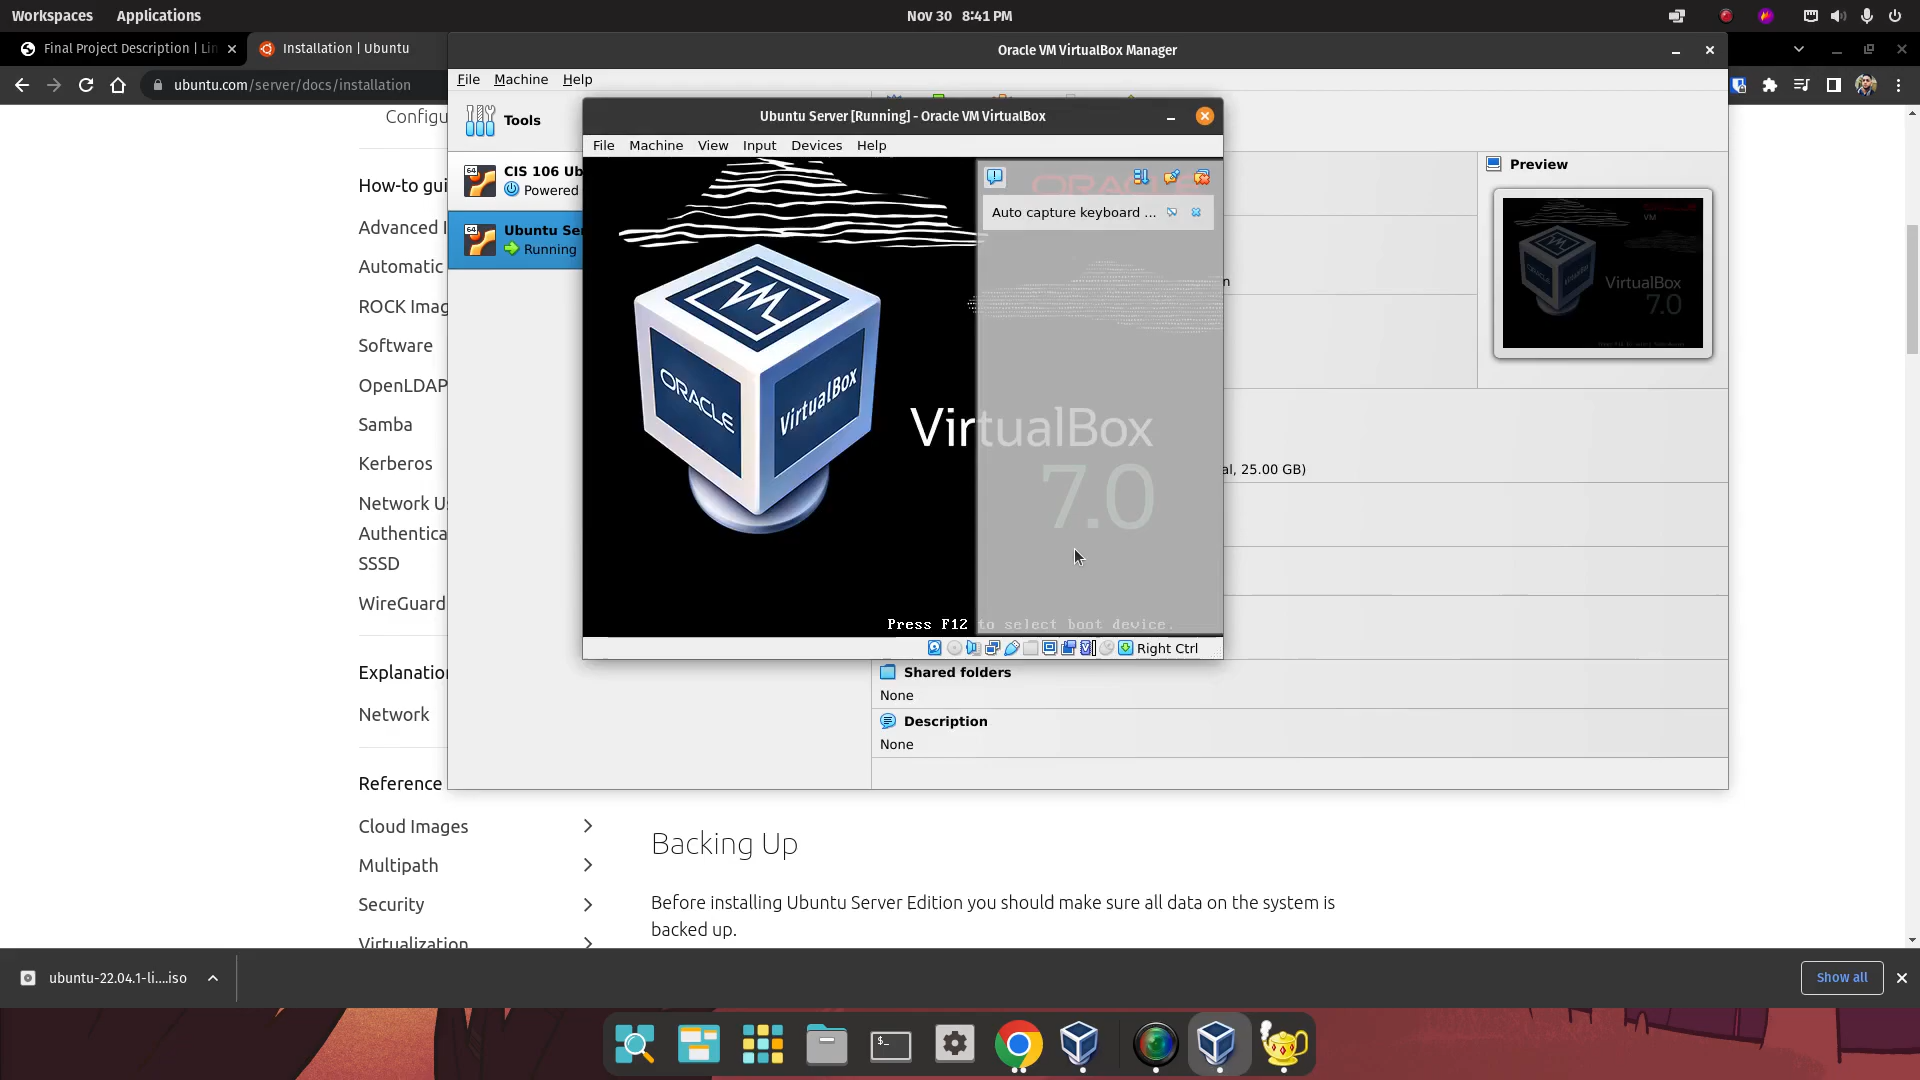 Workspaces
Applications
Nov 30 8:41 PM
Final Project Description | Lin
Installation | Ubuntu
ubuntu.com/server/docs/installation
Oracle VM VirtualBox Manager
File Machine Help
Tools
CIS 106 Ub
Powered
Ubuntu Se
Running
Preview
VM
VirtualBox
7.0
Ubuntu Server [Running] - Oracle VM VirtualBox
File Machine View Input Devices Help
ORACLE
Auto capture keyboard ...
ORACLE
VirtualBox
VirtualBox
7.0
Press F12 to select boot device.
Right Ctrl
n
al, 25.00 GB)
Shared folders
None
Description
None
Configu
How-to gui
Advanced I
Automatic
ROCK Imag
Software
OpenLDAP
Samba
Kerberos
Network U
Authentica
SSSD
WireGuard
Explanation
Network
Reference
Cloud Images
Multipath
Security
Virtualization
Backing Up
Before installing Ubuntu Server Edition you should make sure all data on the system is
backed up.
ubuntu-22.04.1-li....iso
Show all
$_